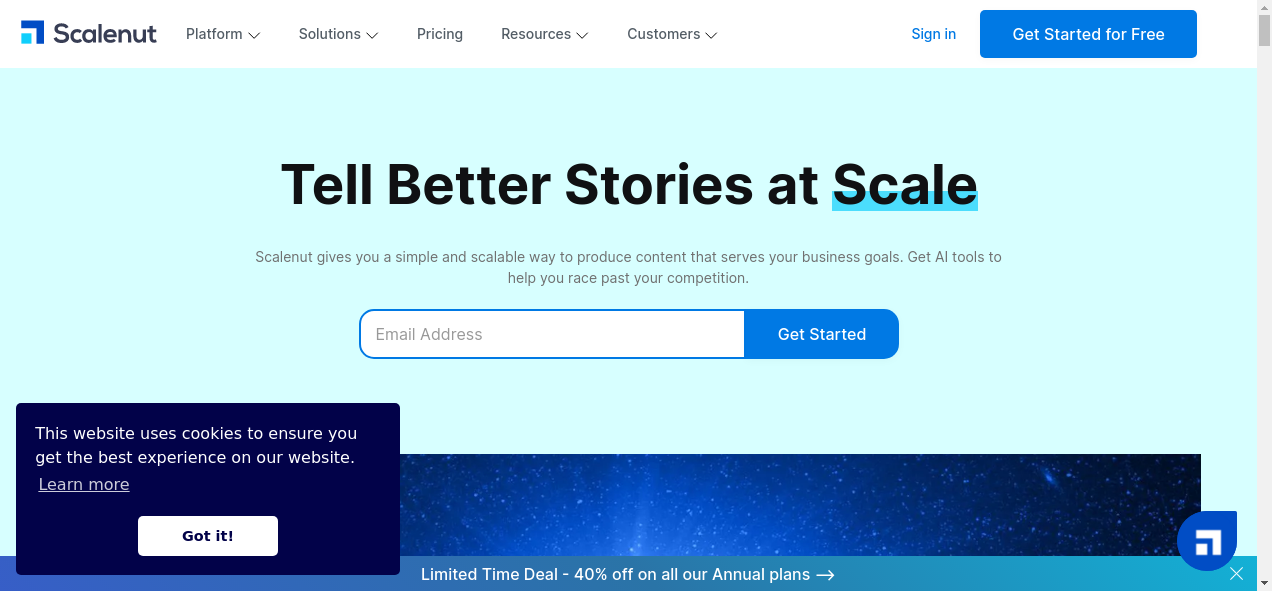 Scalenut
Platform
Solutions
Pricing
Resources
Customers
Sign in
Get Started for Free
Tell Better Stories at Scale
Scalenut gives you a simple and scalable way to produce content that serves your business goals. Get AI tools to
help you race past your competition.
Email Address
Get Started
This website uses cookies to ensure you
get the best experience on our website.
Learn more
Got it!
Limited Time Deal - 40% off on all our Annual plans -->